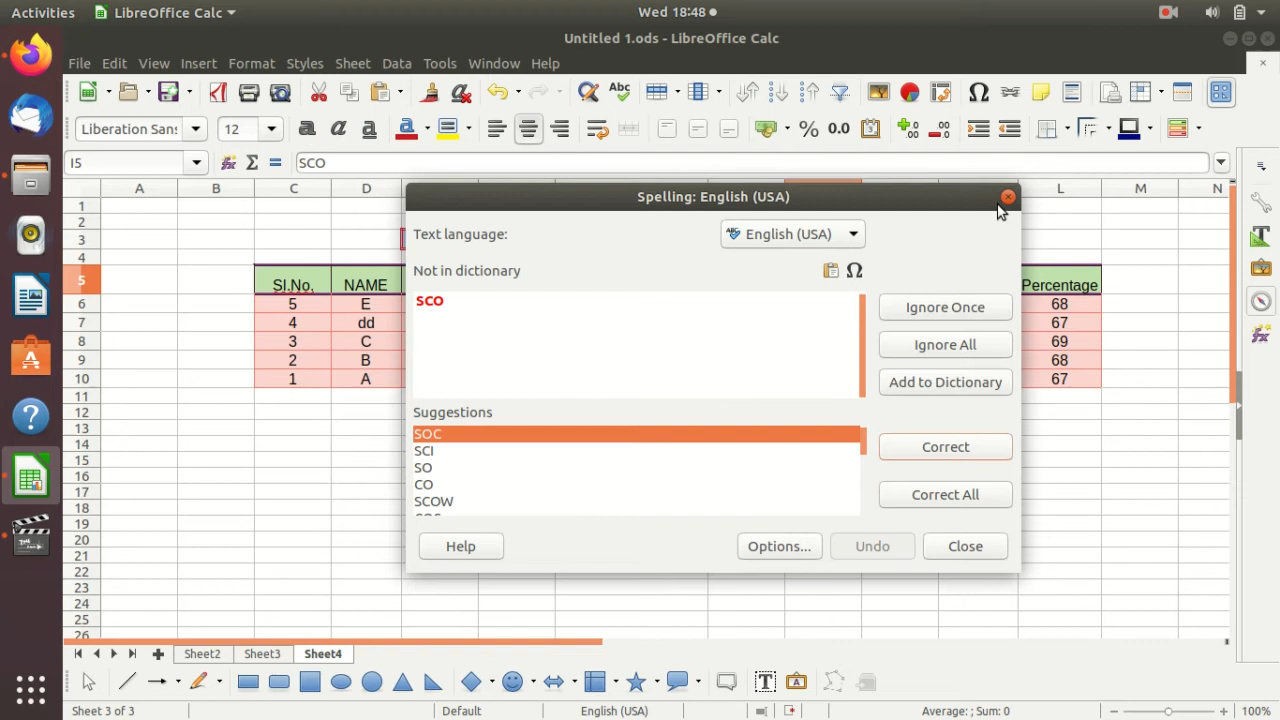 Activities LibreOffice Calc Wed 18:48
Untitled 1.ods - LibreOffice Calc
File Edit View Insert Format Styles Sheet Data Tools Window Help
Liberation Sans 12
I5 SCO
A B C D L M N
1
2
3
4
5 Sl.No. NAME Percentage
6 5 E 68
7 4 dd 67
8 3 C 69
9 2 B 68
10 1 A 67
11
12
13
14
15
16
17
18
19
20
21
22
23
24
25
26
Spelling: English (USA)
Text language: English (USA)
Not in dictionary
SCO
Ignore Once
Ignore All
Add to Dictionary
Suggestions
SOC
SCI
SO
CO
SCOW
Correct
Correct All
Help Options... Undo Close
Sheet2 Sheet3 Sheet4
Sheet 3 of 3 Default English (USA) Average: ; Sum: 0 100%